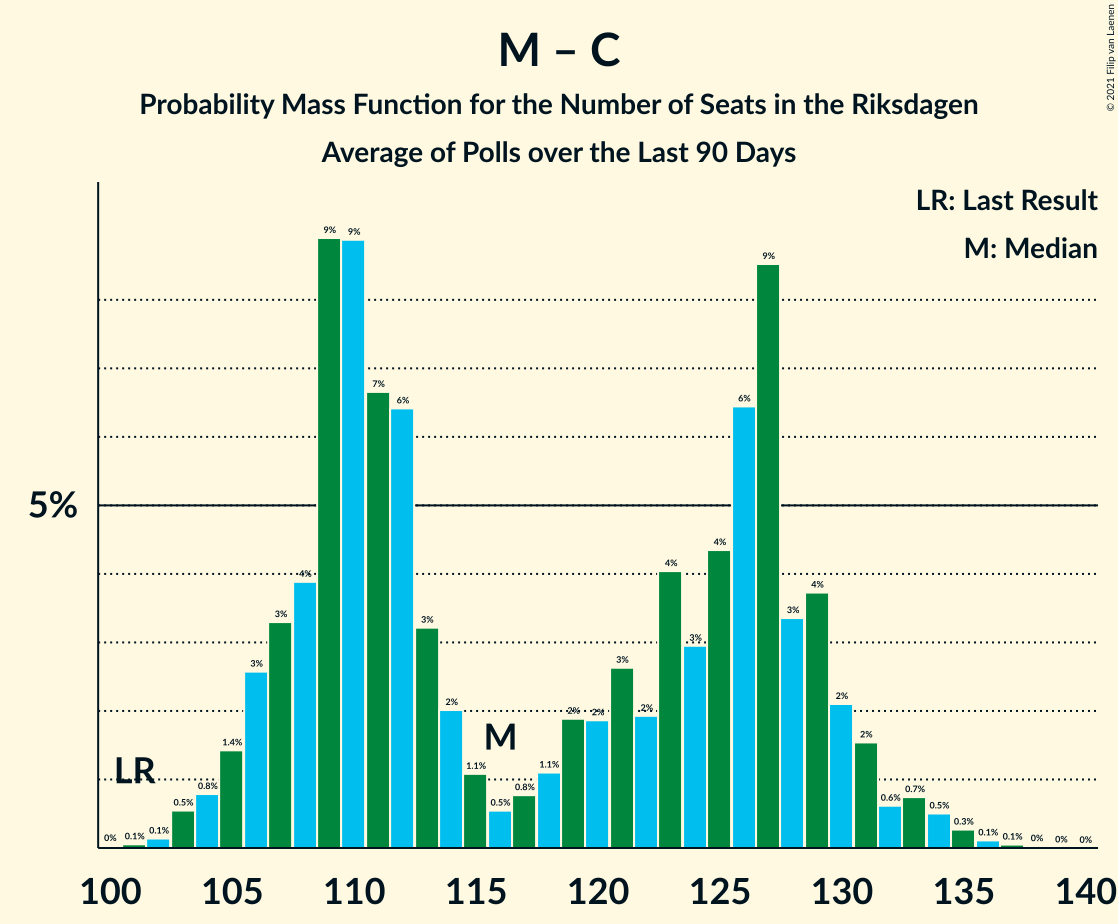 M – C
Probability Mass Function for the Number of Seats in the Riksdagen
Average of Polls over the Last 90 Days
© 2021 Filip van Laenen
LR: Last Result
M: Median
5%
LR
M
0% 0.1% 0.1% 0.5% 0.8% 1.4% 3% 3% 4% 9% 9% 7% 6% 3% 2% 1.1% 0.5% 0.8% 1.1% 2% 2% 3% 2% 4% 3% 4% 6% 9% 3% 4% 2% 2% 0.6% 0.7% 0.5% 0.3% 0.1% 0.1% 0% 0% 0%
100 105 110 115 120 125 130 135 140